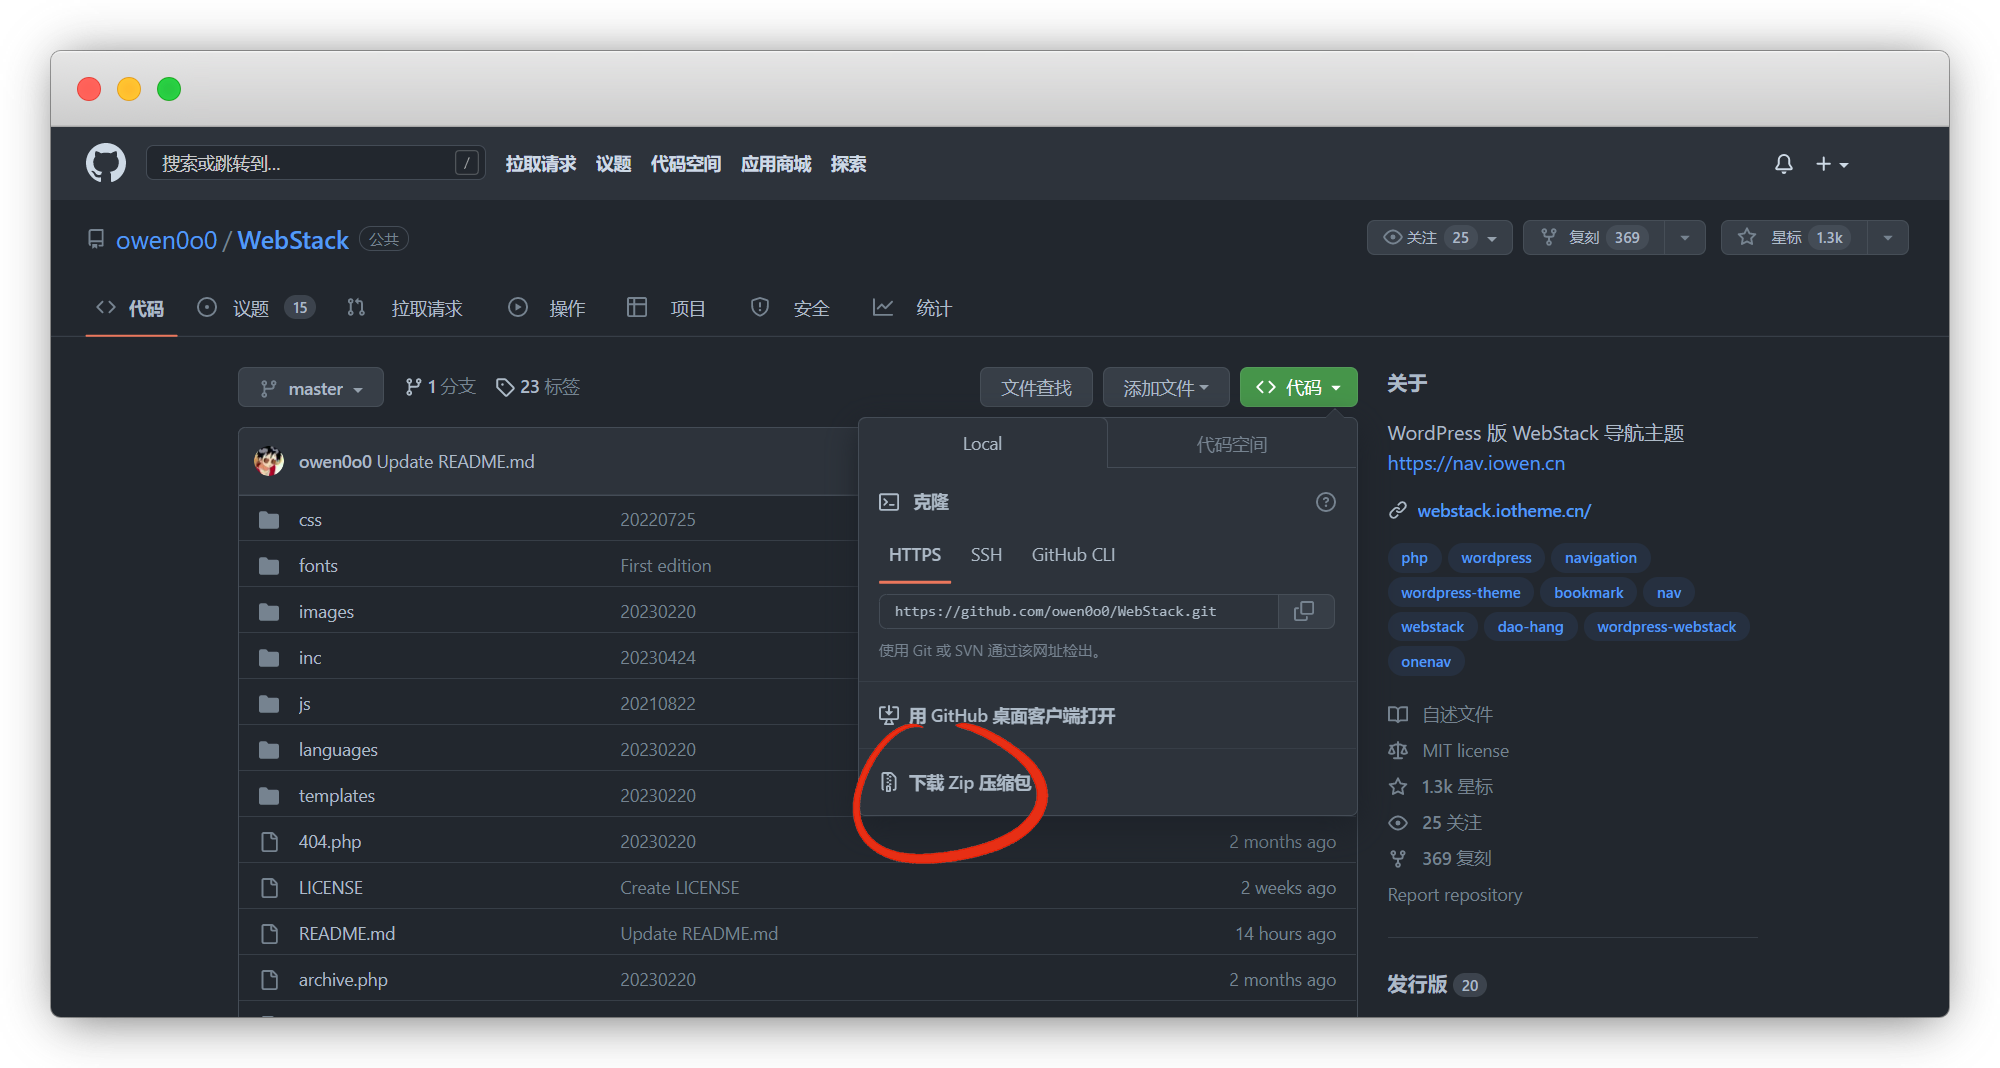 搜索或跳转到... / 拉取请求 议题 代码空间 应用商城 探索
owen0o0 / WebStack 公共 关注 25 复刻 369 星标 1.3k
代码 议题 15 拉取请求 操作 项目 安全 统计
master 1 分支 23 标签 文件查找 添加文件 代码
owen0o0 Update README.md
css 20220725
fonts First edition
images 20230220
inc 20230424
js 20210822
languages 20230220
templates 20230220
404.php 20230220 2 months ago
LICENSE Create LICENSE 2 weeks ago
README.md Update README.md 14 hours ago
archive.php 20230220 2 months ago
Local 代码空间
克隆
HTTPS SSH GitHub CLI
https://github.com/owen0o0/WebStack.git
使用 Git 或 SVN 通过该网址检出。
用 GitHub 桌面客户端打开
下载 Zip 压缩包
关于
WordPress 版 WebStack 导航主题
https://nav.iowen.cn
webstack.iotheme.cn/
php wordpress navigation
wordpress-theme bookmark nav
webstack dao-hang wordpress-webstack
onenav
自述文件
MIT license
1.3k 星标
25 关注
369 复刻
Report repository
发行版 20